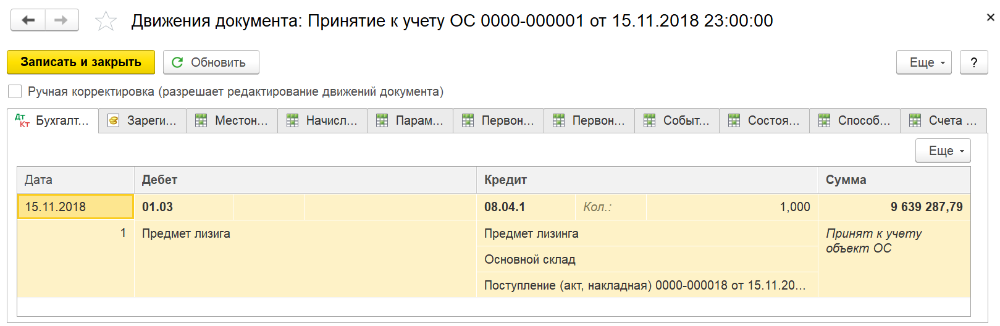 Движения документа: Принятие к учету ОС 0000-000001 от 15.11.2018 23:00:00
Записать и закрыть Обновить Еще ?
Ручная корректировка (разрешает редактирование движений документа)
Дт Кт Бухгалт... Зареги... Местон... Начисл... Парам... Первон... Первон... Событ... Состоя... Способ... Счета ...
Еще
Дата Дебет Кредит Сумма
15.11.2018 01.03 08.04.1 Кол.: 1,000 9 639 287,79
1 Предмет лизига Предмет лизинга Принят к учету
объект ОС
Основной склад
Поступление (акт, накладная) 0000-000018 от 15.11.20...